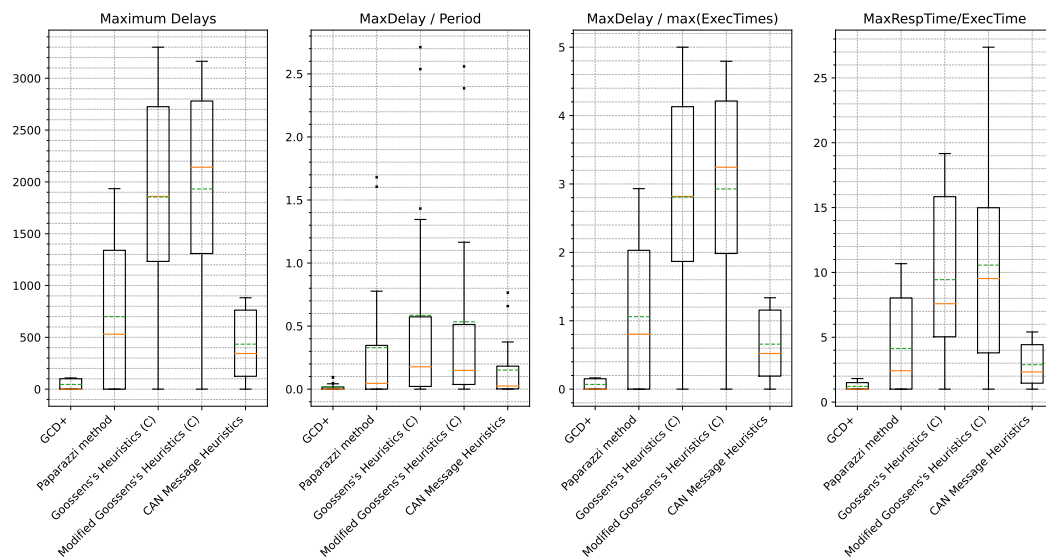 Maximum Delays
3000
2500
2000
1500
1000
500
0
GCD+
Paparazzi method
Goossens's Heuristics (C)
Modified Goossens's Heuristics (C)
CAN Message Heuristics
MaxDelay / Period
2.5
2.0
1.5
1.0
0.5
0.0
GCD+
Paparazzi method
Goossens's Heuristics (C)
Modified Goossens's Heuristics (C)
CAN Message Heuristics
MaxDelay / max(ExecTimes)
5
4
3
2
1
0
GCD+
Paparazzi method
Goossens's Heuristics (C)
Modified Goossens's Heuristics (C)
CAN Message Heuristics
MaxRespTime/ExecTime
25
20
15
10
5
0
GCD+
Paparazzi method
Goossens's Heuristics (C)
Modified Goossens's Heuristics (C)
CAN Message Heuristics